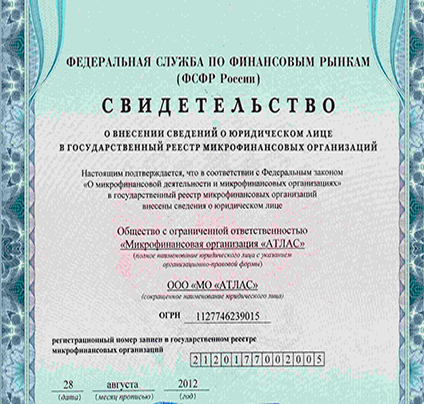 ФЕДЕРАЛЬНАЯ СЛУЖБА ПО ФИНАНСОВЫМ РЫНКАМ
(ФСФР России)
СВИДЕТЕЛЬСТВО
О ВНЕСЕНИИ СВЕДЕНИЙ О ЮРИДИЧЕСКОМ ЛИЦЕ
В ГОСУДАРСТВЕННЫЙ РЕЕСТР МИКРОФИНАНСОВЫХ ОРГАНИЗАЦИЙ
Настоящим подтверждается, что в соответствии с Федеральным законом
«О микрофинансовой деятельности и микрофинансовых организациях»
в государственный реестр микрофинансовых организаций
внесены сведения о юридическом лице
Общество с ограниченной ответственностью
«Микрофинансовая организация «АТЛАС»
(полное наименование юридического лица с указанием
организационно-правовой формы)
ООО «МО «АТЛАС»
(сокращенное наименование юридического лица)
ОГРН 1127746239015
регистрационный номер записи в государственном реестре
микрофинансовых организаций 2120177002005
28 августа 2012
(дата) (месяц прописью) (год)